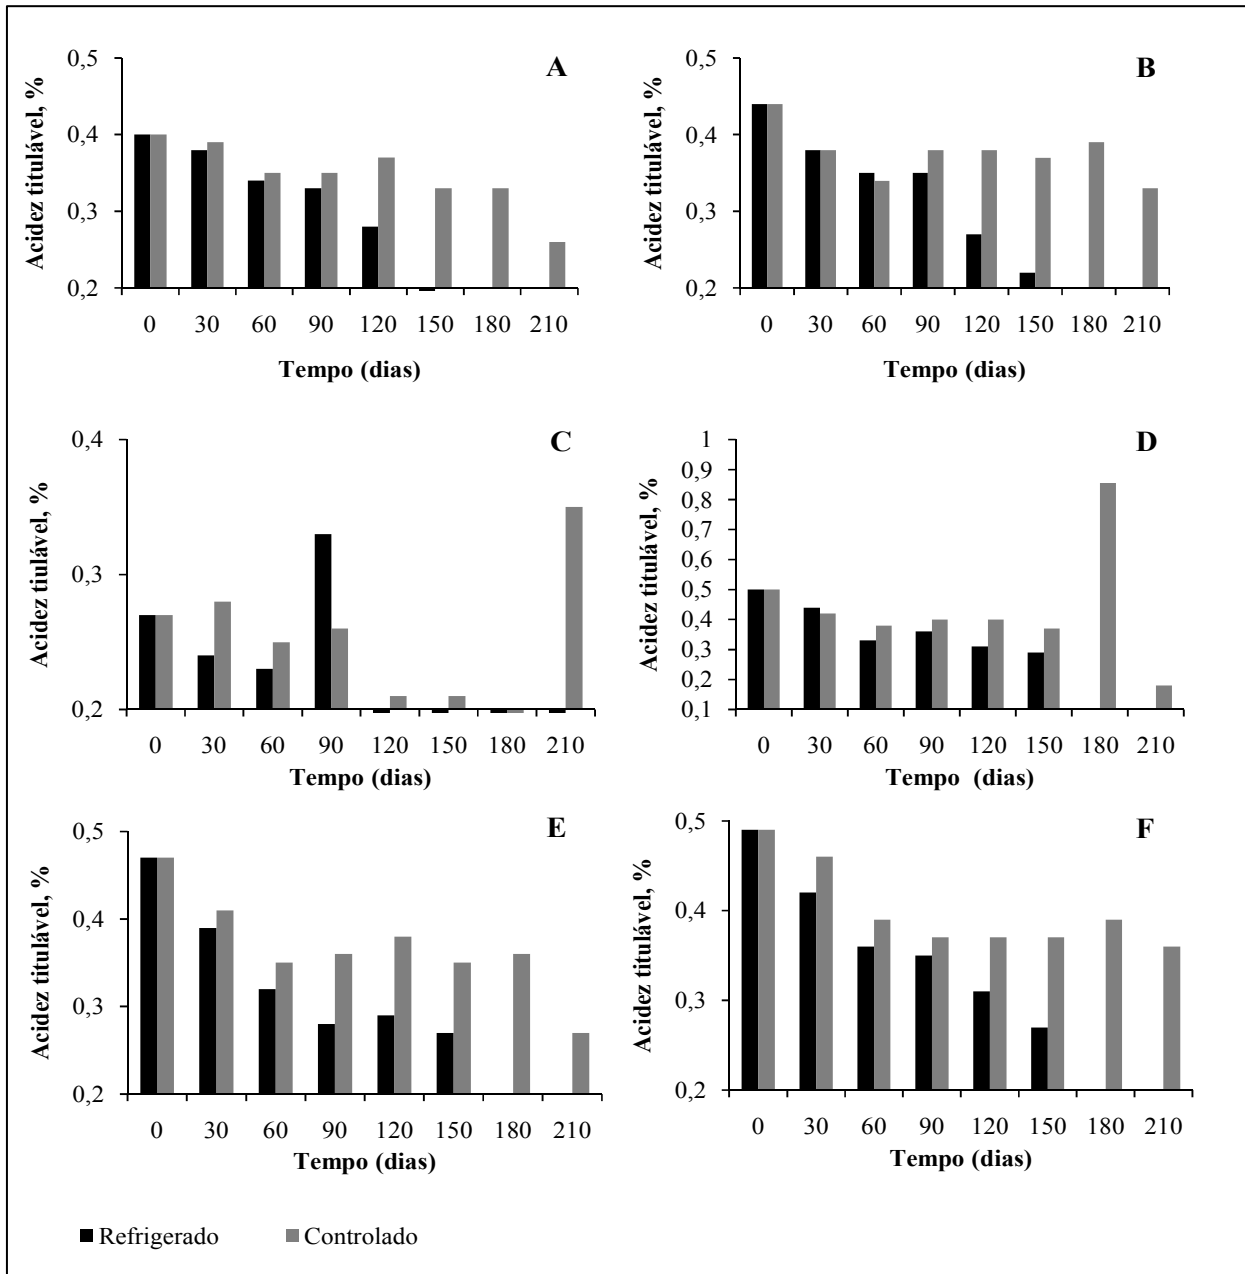 A
Acidez titulável, %
0,5
0,4
0,3
0,2
0 30 60 90 120 150 180 210
Tempo (dias)
B
Acidez titulável, %
0,5
0,4
0,3
0,2
0 30 60 90 120 150 180 210
Tempo (dias)
C
Acidez tiulável, %
0,4
0,3
0,2
0 30 60 90 120 150 180 210
Tempo (dias)
D
Acidez titulável, %
1
0,9
0,8
0,7
0,6
0,5
0,4
0,3
0,2
0,1
0 30 60 90 120 150 180 210
Tempo (dias)
E
Acidez titulável, %
0,5
0,4
0,3
0,2
0 30 60 90 120 150 180 210
Tempo (dias)
F
Acidez titulável, %
0,5
0,4
0,3
0,2
0 30 60 90 120 150 180 210
Tempo (dias)
Refrigerado
Controlado